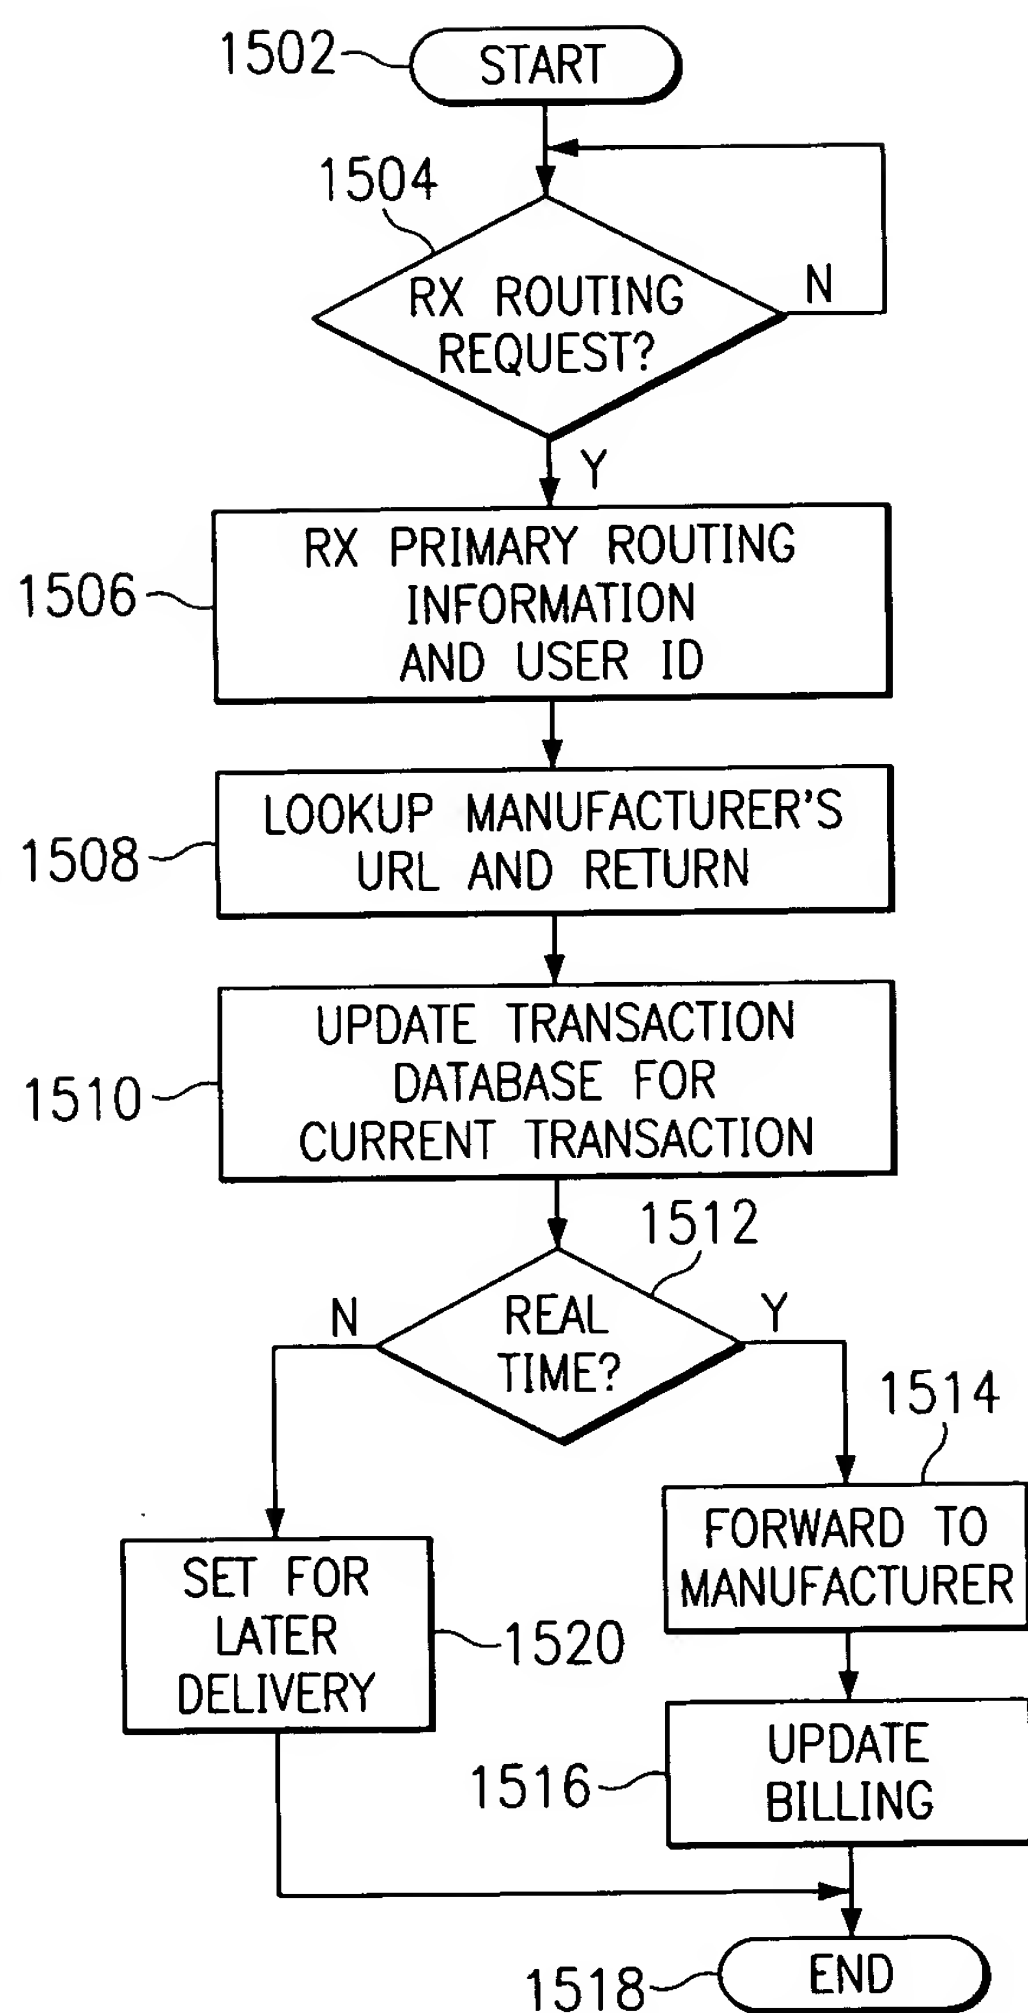 1502
START
1504
RX ROUTING
REQUEST?
N
Y
1506
RX PRIMARY ROUTING
INFORMATION
AND USER ID
1508
LOOKUP MANUFACTURER'S
URL AND RETURN
1510
UPDATE TRANSACTION
DATABASE FOR
CURRENT TRANSACTION
1512
REAL
TIME?
N
Y
1514
FORWARD TO
MANUFACTURER
SET FOR
LATER
DELIVERY
1520
1516
UPDATE
BILLING
1518
END